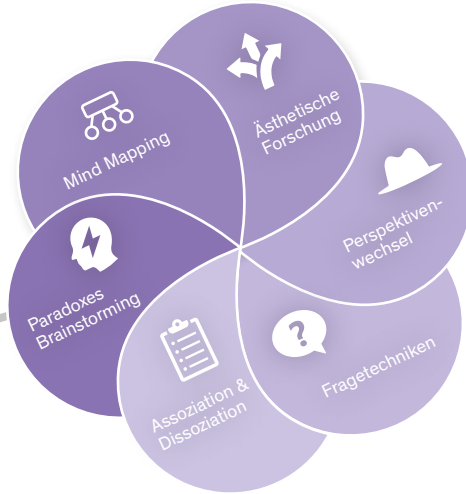 Ästhetische
Forschung
Mind Mapping
Perspektiven-
wechsel
Paradoxes
Brainstorming
?
Fragetechniken
Assoziation &
Dissoziation